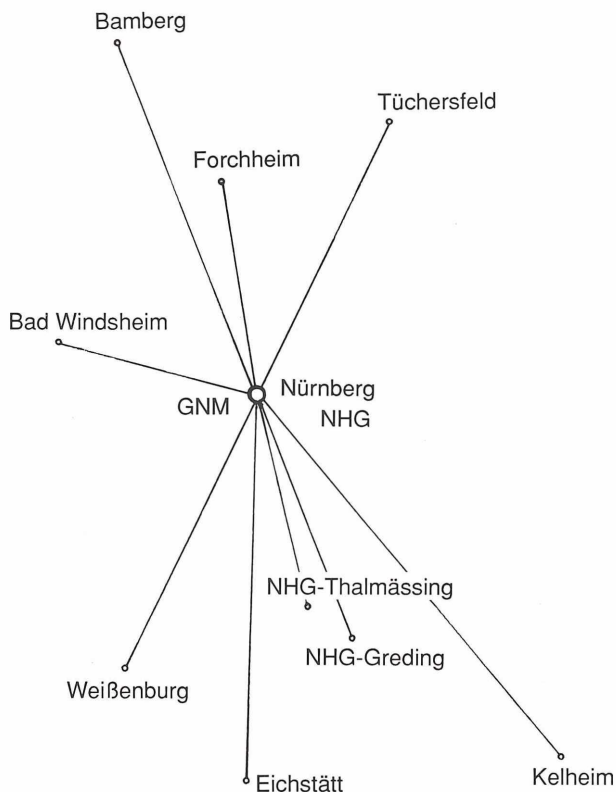 Bamberg
Tüchersfeld
Forchheim
Bad Windsheim
Nürnberg
GNM
NHG
NHG-Thalmässing
NHG-Greding
Weißenburg
Eichstätt
Kelheim